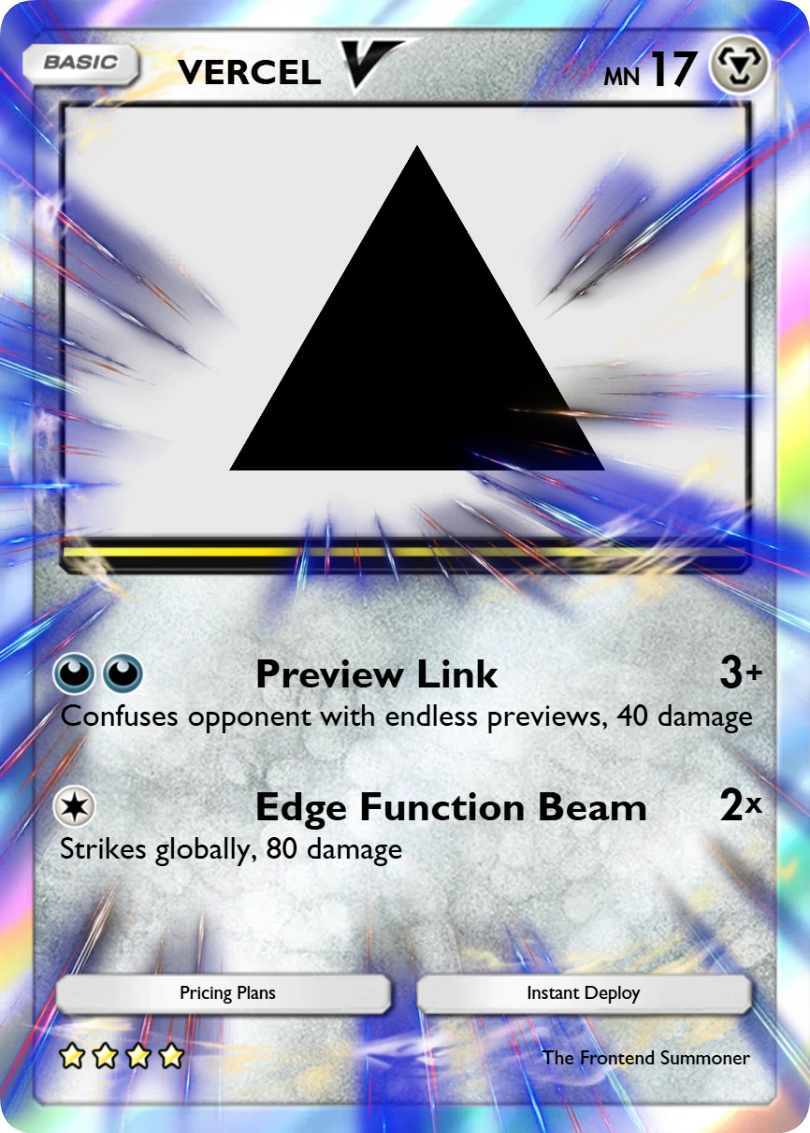 BASIC VERCEL V MN 17
Preview Link 3+
Confuses opponent with endless previews, 40 damage
Edge Function Beam 2x
Strikes globally, 80 damage
Pricing Plans Instant Deploy
The Frontend Summoner